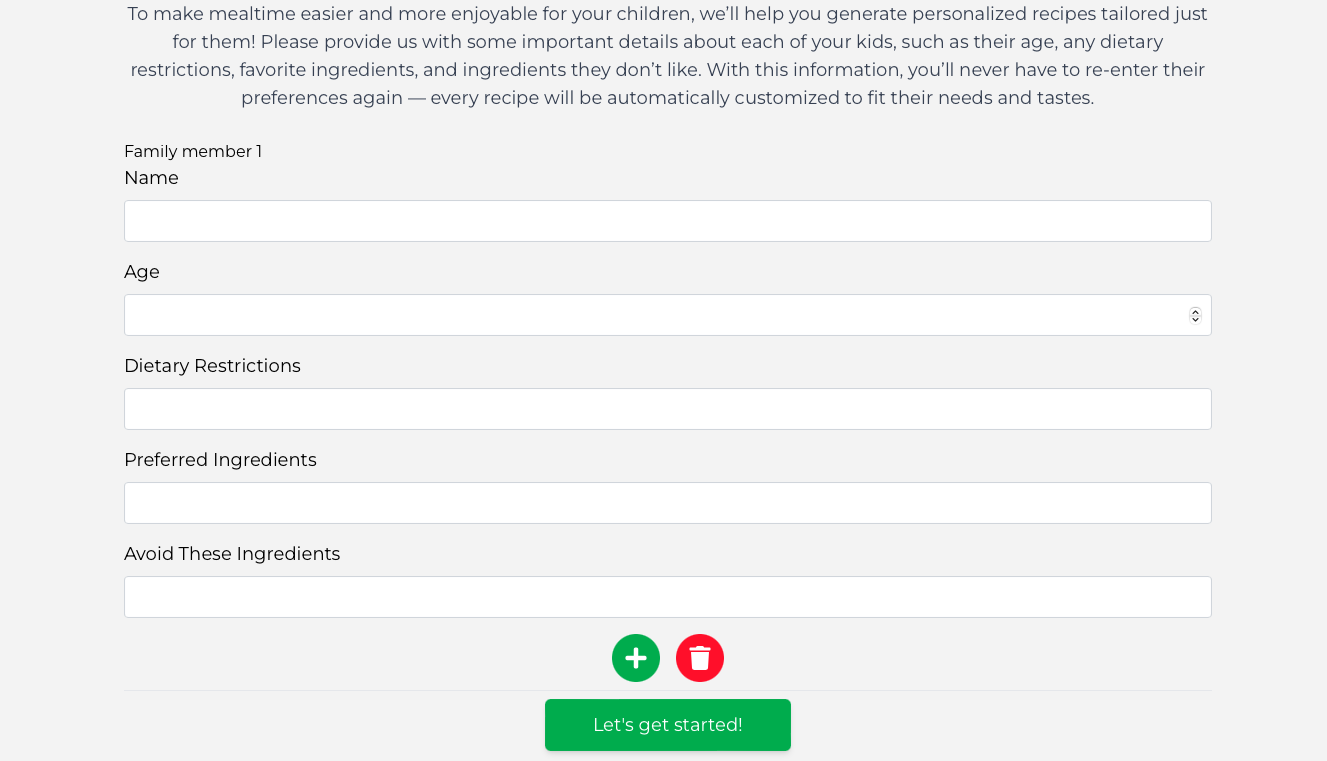 To make mealtime easier and more enjoyable for your children, we’ll help you generate personalized recipes tailored just
for them! Please provide us with some important details about each of your kids, such as their age, any dietary
restrictions, favorite ingredients, and ingredients they don’t like. With this information, you’ll never have to re-enter their
preferences again — every recipe will be automatically customized to fit their needs and tastes.
Family member 1
Name
Age
Dietary Restrictions
Preferred Ingredients
Avoid These Ingredients
Let's get started!